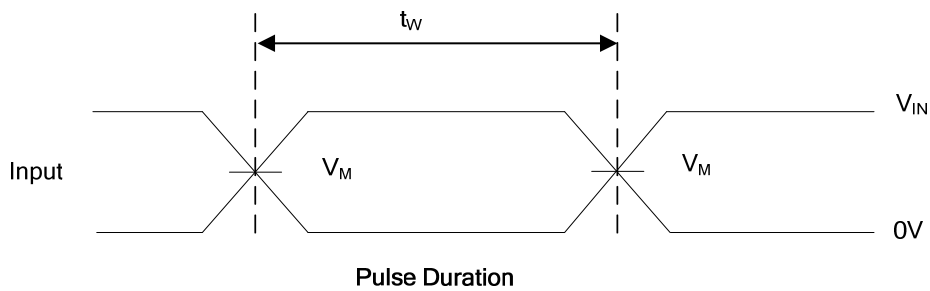 tW
VIN
Input
VM
VM
0V
Pulse Duration